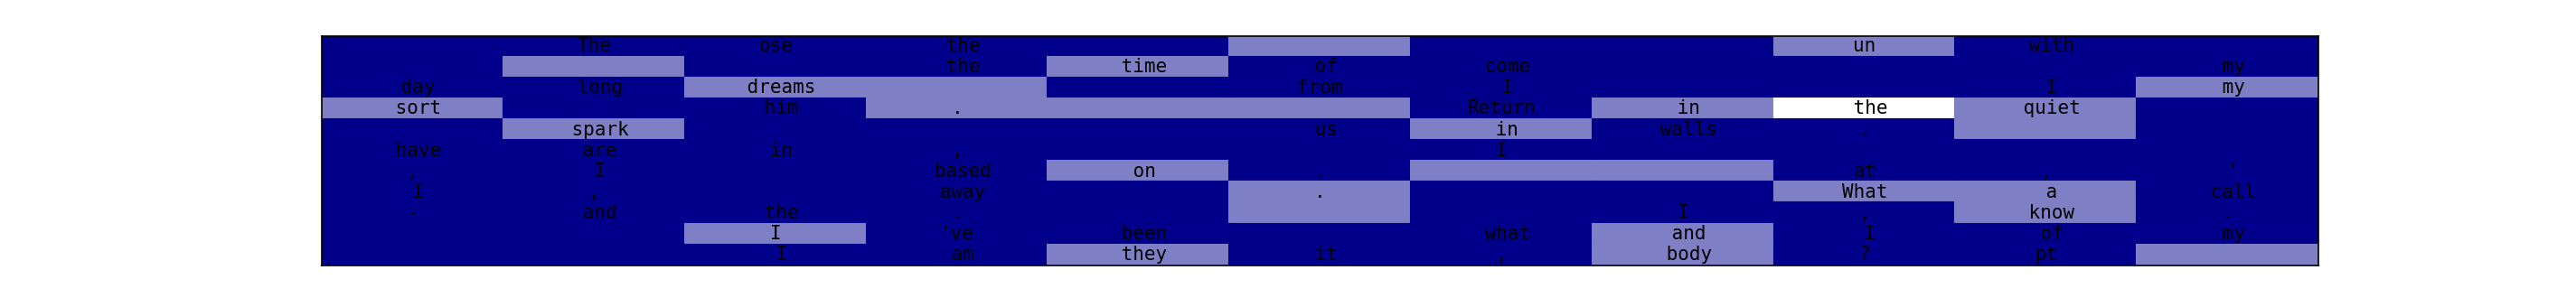 The ose the un with
the time of come my
day long dreams from I I my
sort him . Return in the quiet
spark us in walls .
have are in , I
, I based on . at , '
I , away . What a call
- and the . I , know .
I 've been what and I of my
I am they it , body ? pt